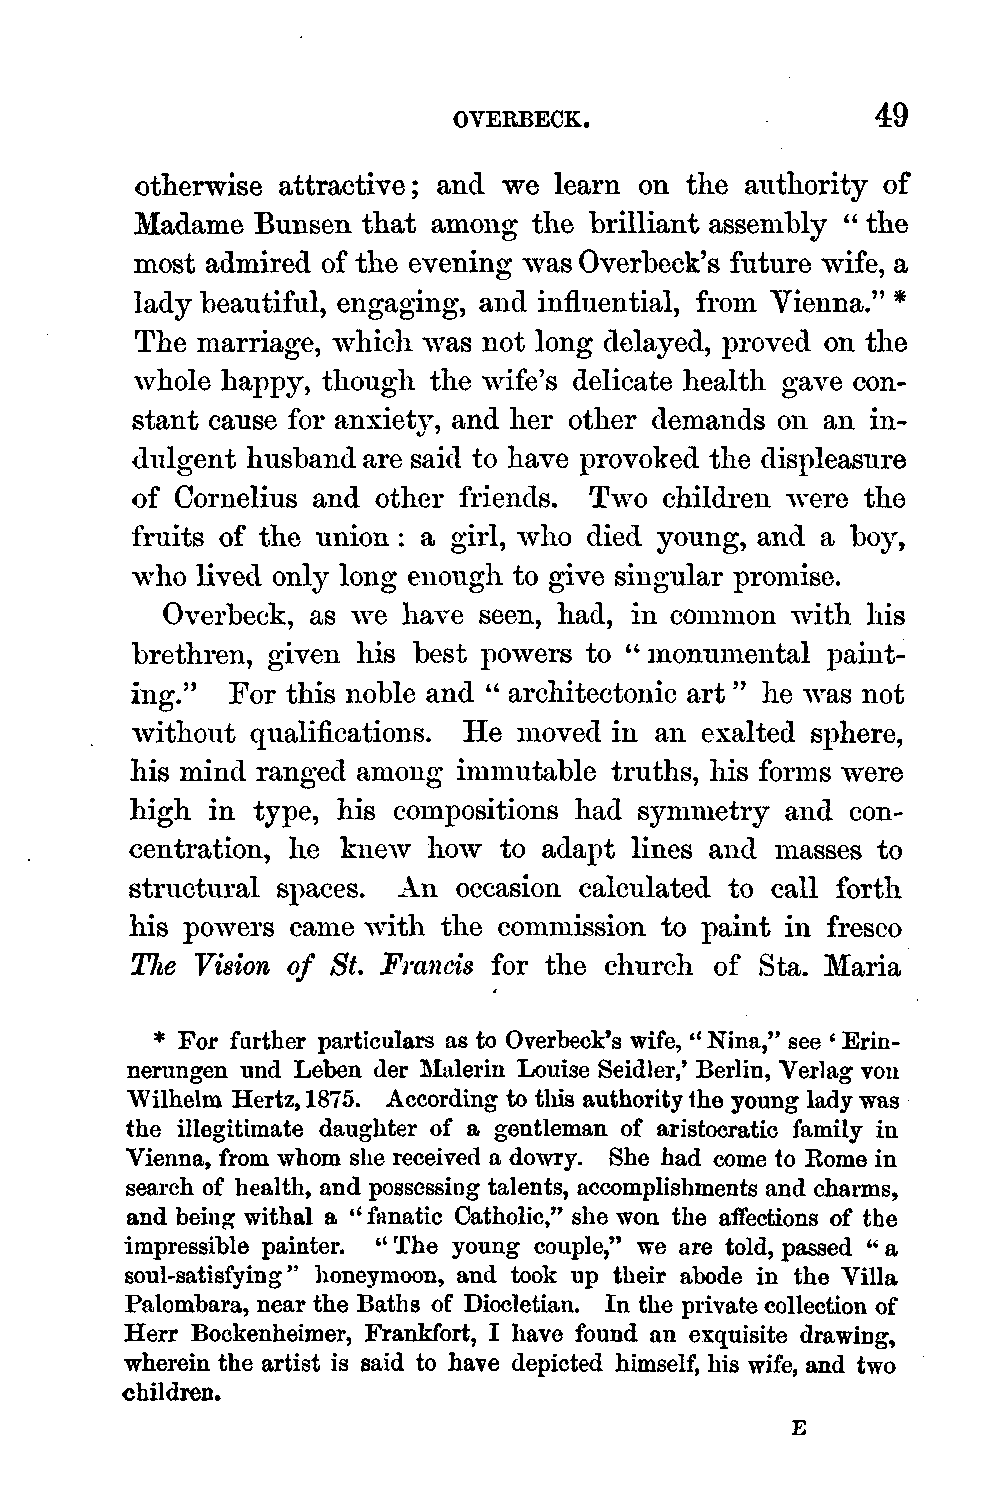 OVERBECK. 49
otherwise attractive; and we learn on the authority of
Madame Bunsen that among the brilliant assembly “ the
most admired of the evening was Overbeck’s future wife, a
lady beautiful, engaging, and influential, from Vienna.” *
The marriage, which was not long delayed, proved on the
whole happy, though the wife’s delicate health gave con-
stant cause for anxiety, and her other demands on an in-
dulgent husband are said to have provoked the displeasure
of Cornelius and other friends. Two children were the
fruits of the union : a girl, who died young, and a boy,
who lived only long enough to give singular promise.
Overbeck, as we have seen, had, in common with his
brethren, given his best powers to “ monumental paint-
ing.” For this noble and “ architectonic art ” he was not
without qualifications. He moved in an exalted sphere,
his mind ranged among immutable truths, his forms were
high in type, his compositions had symmetry and con-
centration, he knew how to adapt lines and masses to
structural spaces. An occasion calculated to call forth
his powers came with the commission to paint in fresco
The Vision of St. Francis for the church of Sta. Maria
* For further particulars as to Overbeck’s wife, “ Nina,” see ‘ Erin-
nerungen und Leben der Malerin Louise Seidler,’ Berlin, Verlag von
Wilhelm Hertz, 1875. According to this authority the young lady was
the illegitimate daughter of a gentleman of aristocratic family in
Vienna, from whom she received a dowry. She had come to Rome in
search of health, and possessing talents, accomplishments and charms,
and being withal a “ fanatic Catholic,” she won the affections of the
impressible painter. “ The young couple,” we are told, passed “ a
soul-satisfying ” honeymoon, and took up their abode in the Villa
Palombara, near the Baths of Diocletian. In the private collection of
Herr Bockenheimer, Frankfort, I have found an exquisite drawing,
wherein the artist is said to have depicted himself, his wife, and two
children.
E